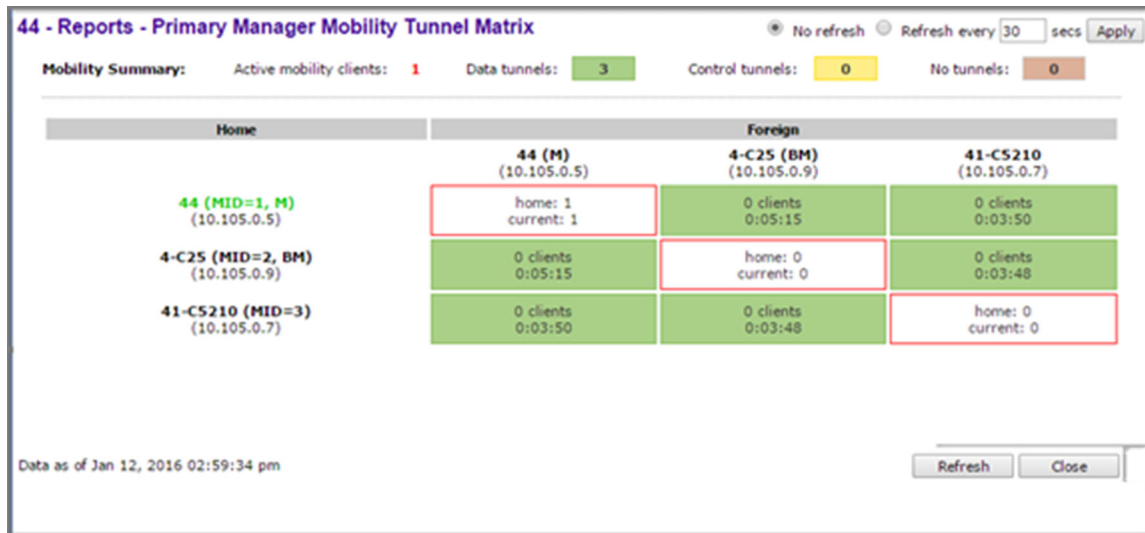 44 - Reports - Primary Manager Mobility Tunnel Matrix
No refresh Refresh every 30 secs Apply
Mobility Summary: Active mobility clients: 1 Data tunnels: 3 Control tunnels: 0 No tunnels: 0
Home Foreign
44 (M) 4-C25 (BM) 41-C5210
(10.105.0.5) (10.105.0.9) (10.105.0.7)
44 (MID=1, M) home: 1 0 clients 0 clients
(10.105.0.5) current: 1 0:05:15 0:03:50
4-C25 (MID=2, BM) 0 clients home: 0 0 clients
(10.105.0.9) 0:05:15 current: 0 0:03:48
41-C5210 (MID=3) 0 clients 0 clients home: 0
(10.105.0.7) 0:03:50 0:03:48 current: 0
Data as of Jan 12, 2016 02:59:34 pm
Refresh Close